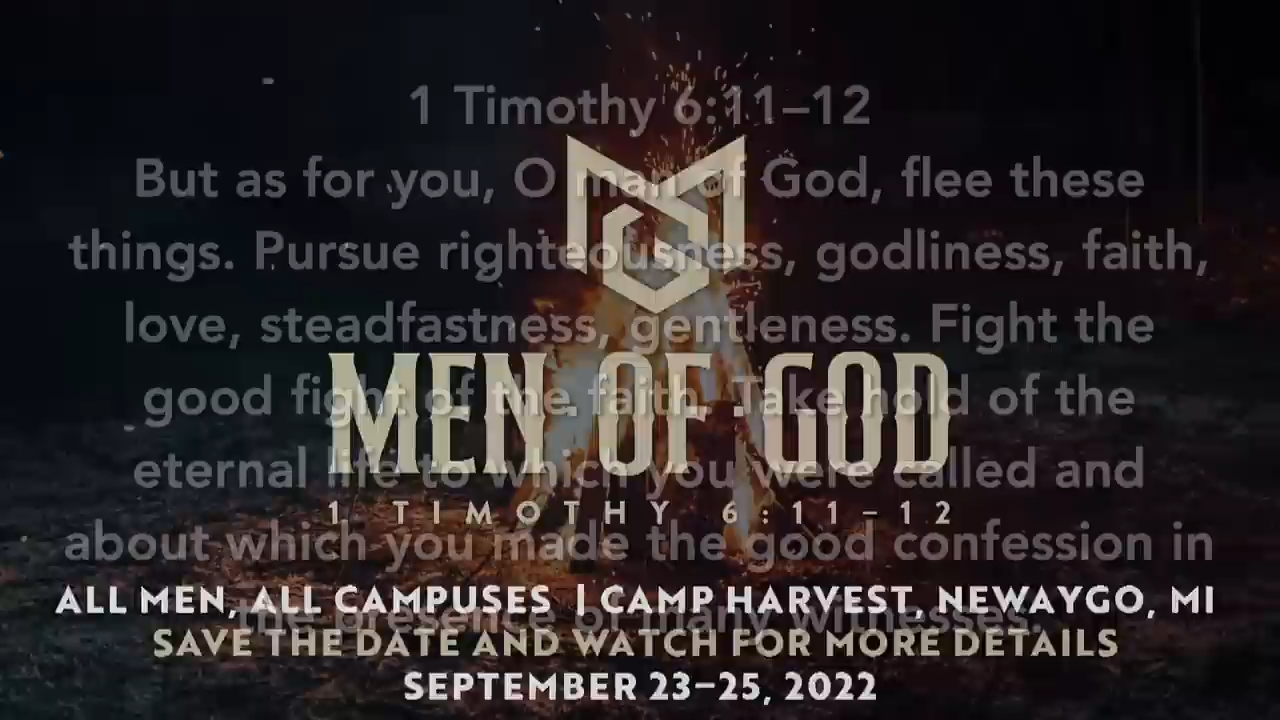 1 Timothy 6:11–12
But as for you, O man of God, flee these
things. Pursue righteousness, godliness, faith,
love, steadfastness, gentleness. Fight the
good fight of the faith. Take hold of the
eternal life to which you were called and
about which you made the good confession in
the presence of many witnesses.
MEN OF GOD
1 TIMOTHY 6:11-12
ALL MEN, ALL CAMPUSES | CAMP HARVEST, NEWAYGO, MI
SAVE THE DATE AND WATCH FOR MORE DETAILS
SEPTEMBER 23–25, 2022